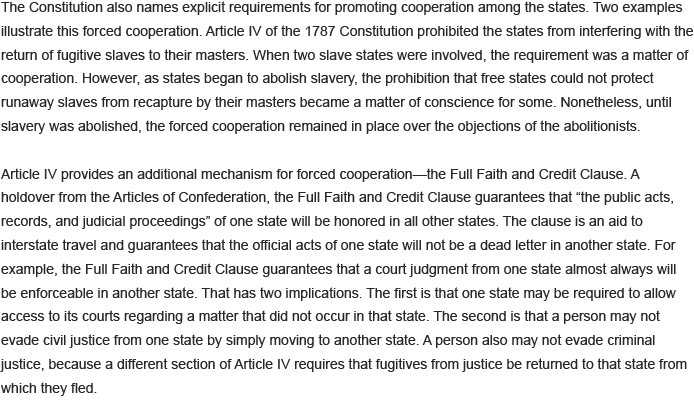 The Constitution also names explicit requirements for promoting cooperation among the states. Two examples
illustrate this forced cooperation. Article IV of the 1787 Constitution prohibited the states from interfering with the
return of fugitive slaves to their masters. When two slave states were involved, the requirement was a matter of
cooperation. However, as states began to abolish slavery, the prohibition that free states could not protect
runaway slaves from recapture by their masters became a matter of conscience for some. Nonetheless, until
slavery was abolished, the forced cooperation remained in place over the objections of the abolitionists.
Article IV provides an additional mechanism for forced cooperation—the Full Faith and Credit Clause. A
holdover from the Articles of Confederation, the Full Faith and Credit Clause guarantees that “the public acts,
records, and judicial proceedings” of one state will be honored in all other states. The clause is an aid to
interstate travel and guarantees that the official acts of one state will not be a dead letter in another state. For
example, the Full Faith and Credit Clause guarantees that a court judgment from one state almost always will
be enforceable in another state. That has two implications. The first is that one state may be required to allow
access to its courts regarding a matter that did not occur in that state. The second is that a person may not
evade civil justice from one state by simply moving to another state. A person also may not evade criminal
justice, because a different section of Article IV requires that fugitives from justice be returned to that state from
which they fled.